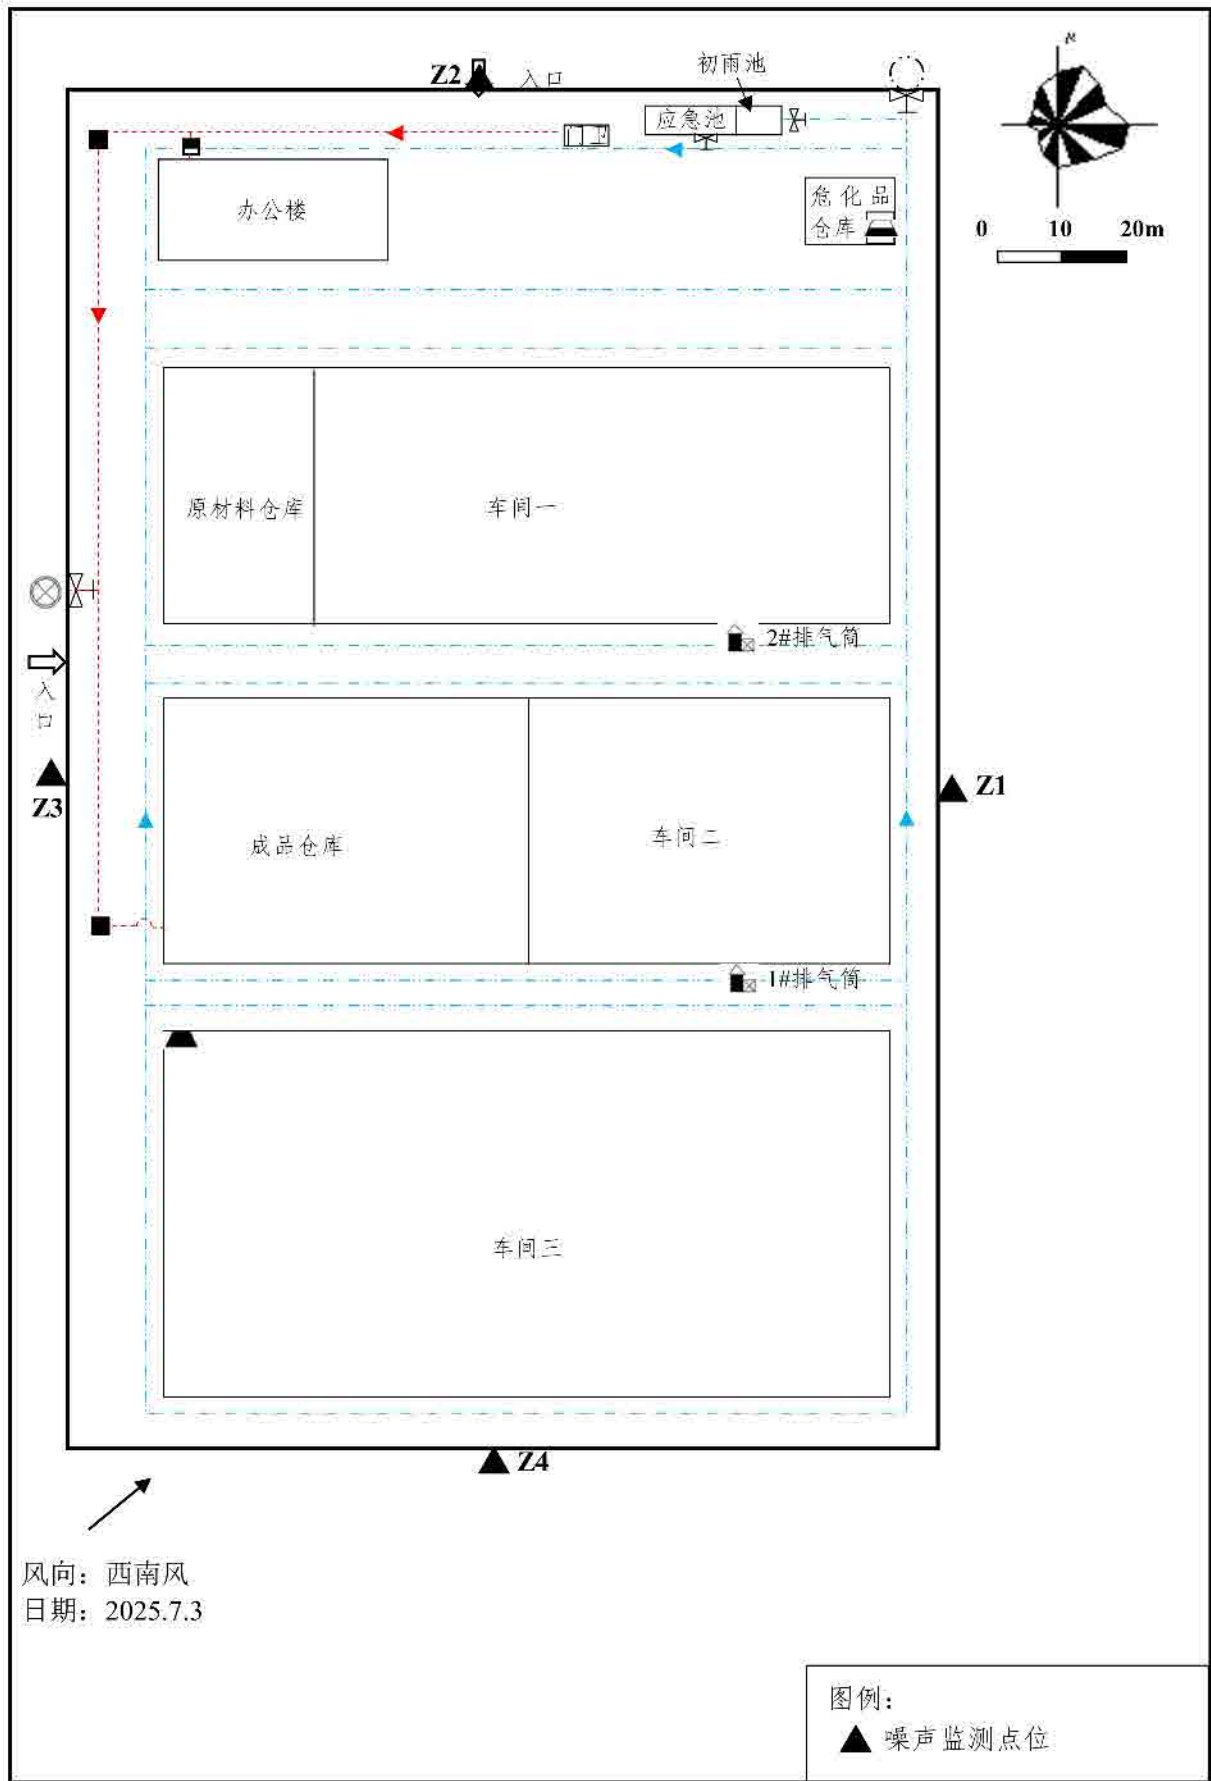 N
Z2
入口
初雨池
应急池
门卫
办公楼
危化品
仓库
0 10 20m
原材料仓库
车间一
2#排气筒
入
口
Z3
Z1
成品仓库
车间二
1#排气筒
车间三
Z4
风向：西南风
日期：2025.7.3
图例：
噪声监测点位